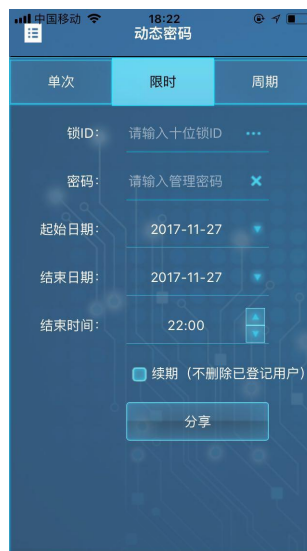 中国移动 18:22
动态密码
单次 限时 周期
锁ID: 请输入十位锁ID
密码: 请输入管理密码
起始日期: 2017-11-27
结束日期: 2017-11-27
结束时间: 22:00
续期（不删除已登记用户）
分享